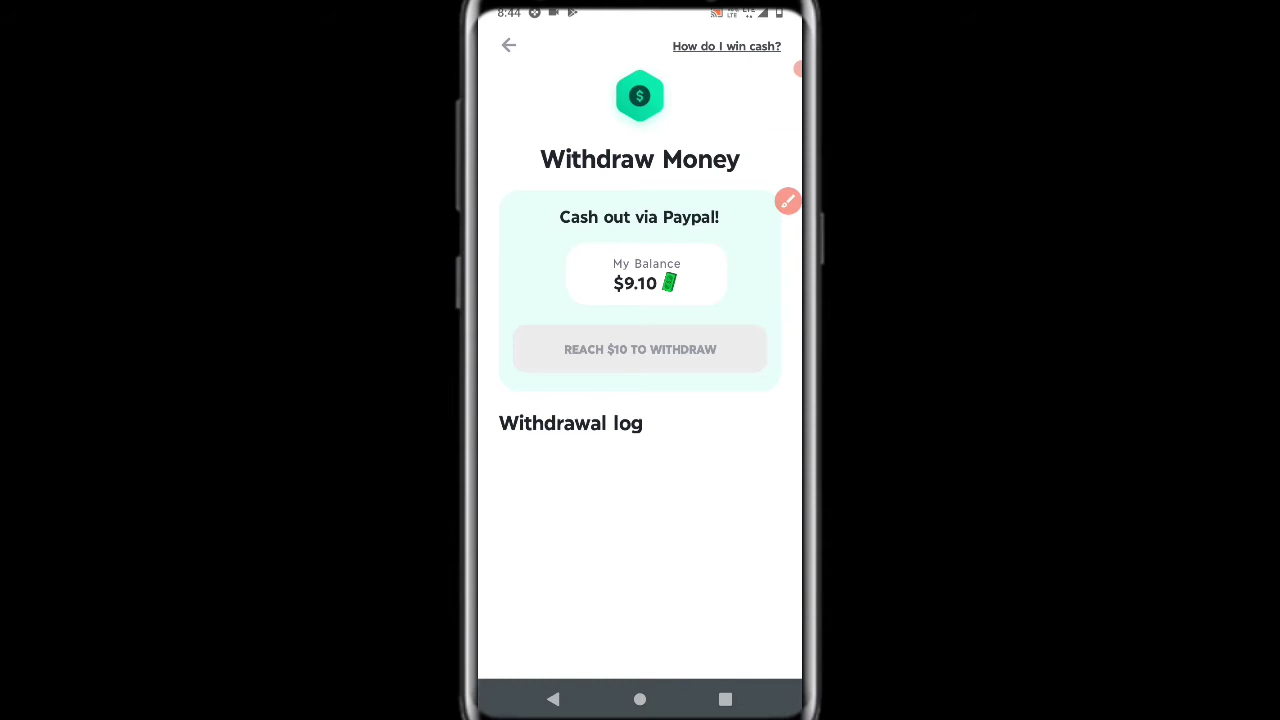 8:44
LTE
How do I win cash?
$
Withdraw Money
Cash out via Paypal!
My Balance
$9.10
REACH $10 TO WITHDRAW
Withdrawal log